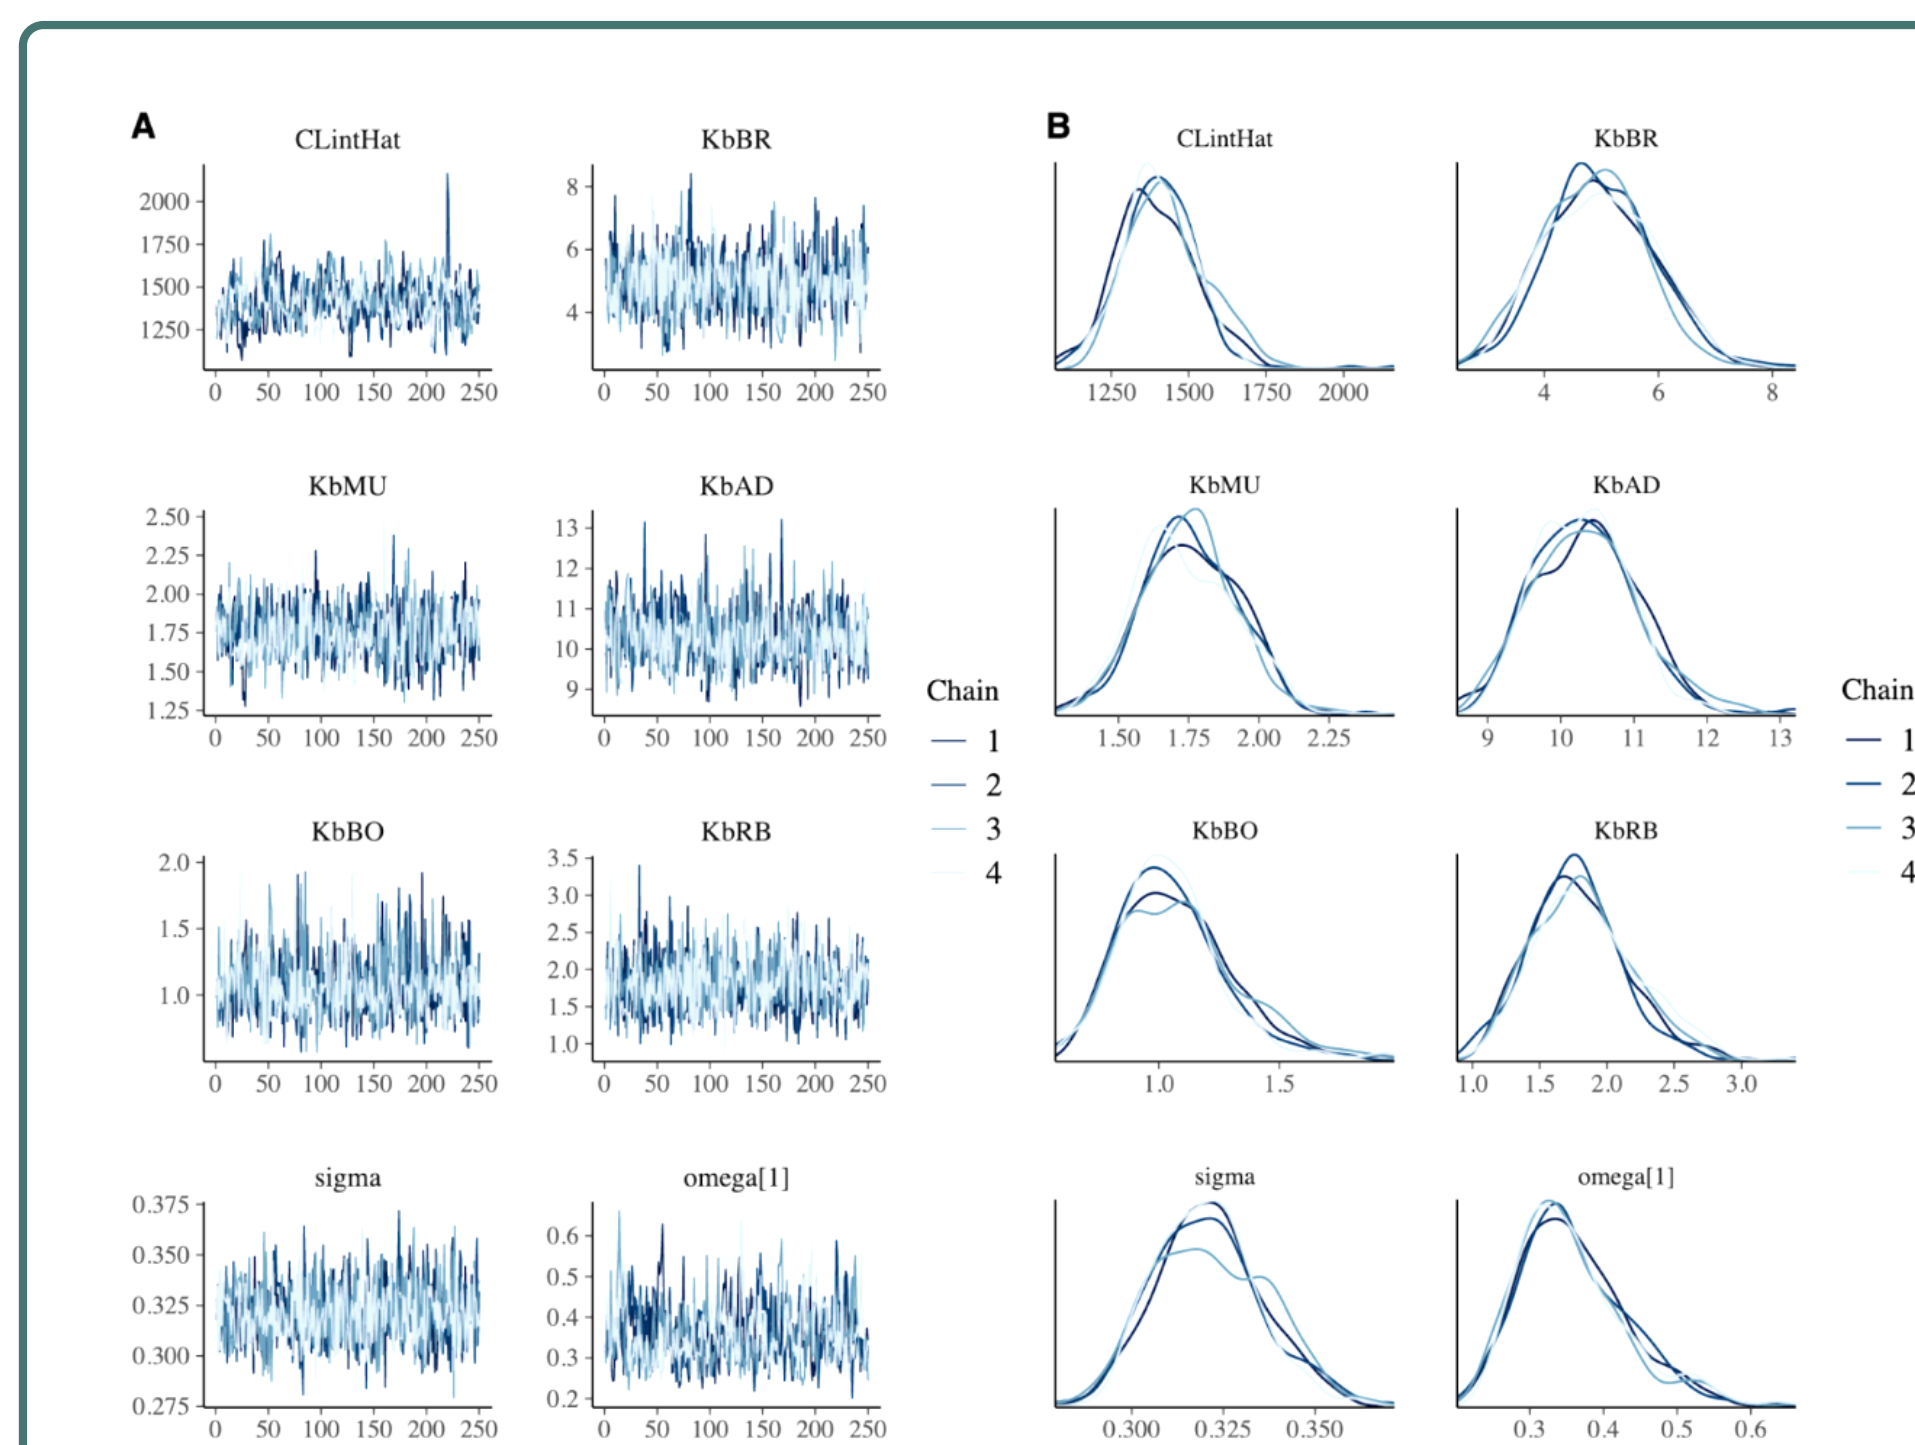 A
B
CLintHat
KbBR
CLintHat
KbBR
2000
1750
1500
1250
8
6
4
0 50 100 150 200 250
0 50 100 150 200 250
1250 1500 1750 2000
4 6 8
KbMU
KbAD
KbMU
KbAD
2.50
2.25
2.00
1.75
1.50
1.25
13
12
11
10
9
0 50 100 150 200 250
0 50 100 150 200 250
1.50 1.75 2.00 2.25
9 10 11 12 13
Chain
1
2
3
4
Chain
1
2
3
4
KbBO
KbRB
KbBO
KbRB
2.0
1.5
1.0
3.5
3.0
2.5
2.0
1.5
1.0
0 50 100 150 200 250
0 50 100 150 200 250
1.0 1.5
1.0 1.5 2.0 2.5 3.0
sigma
omega[1]
sigma
omega[1]
0.375
0.350
0.325
0.300
0.275
0.6
0.5
0.4
0.3
0.2
0 50 100 150 200 250
0 50 100 150 200 250
0.300 0.325 0.350
0.3 0.4 0.5 0.6